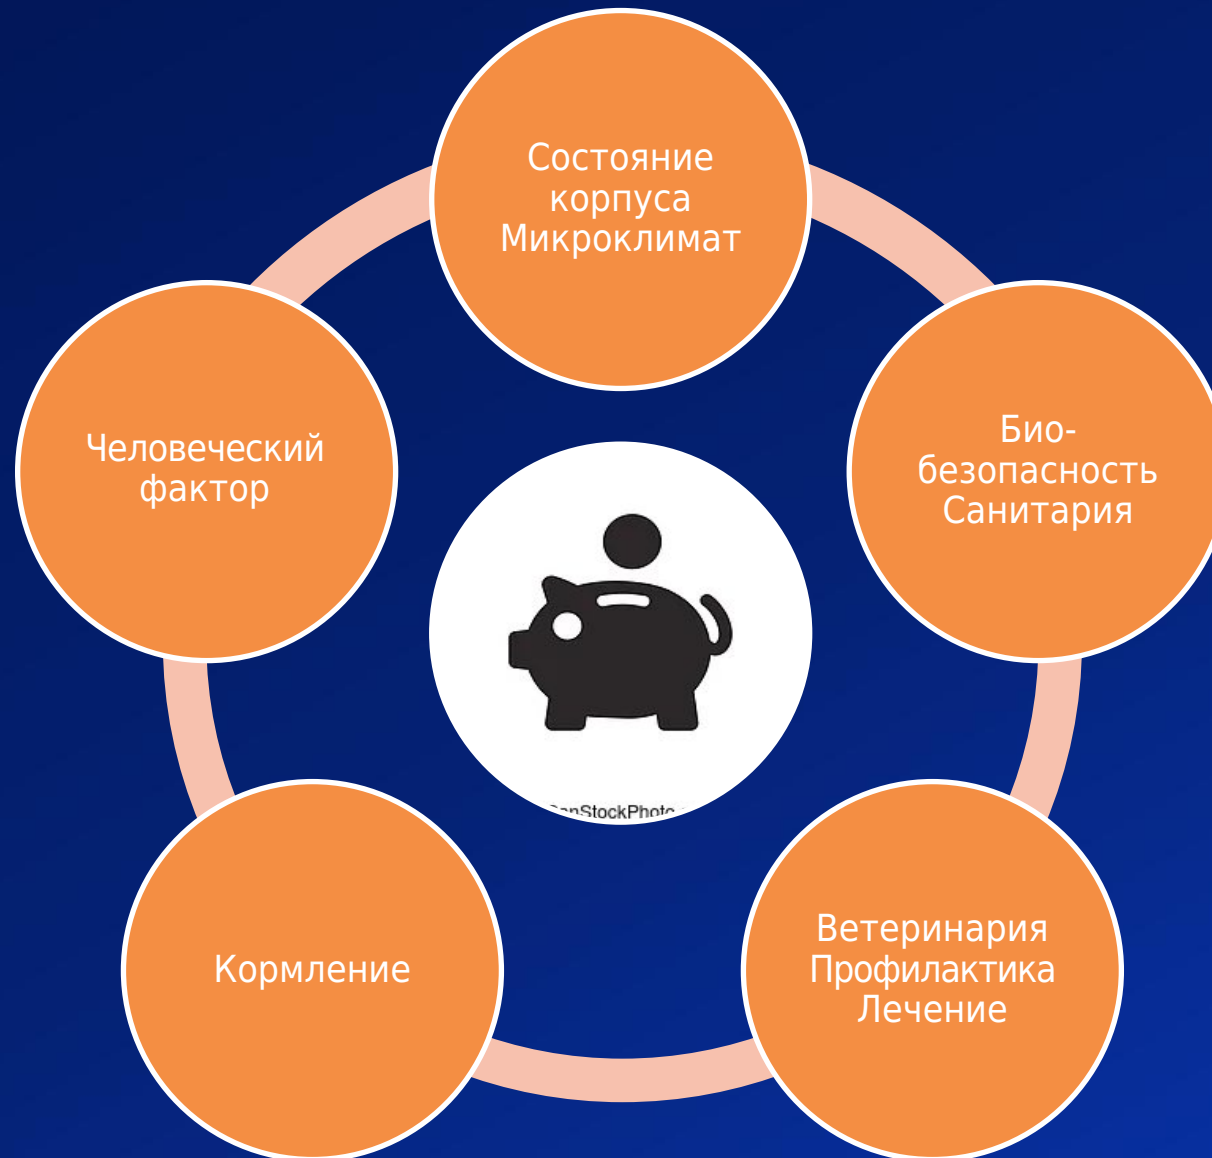 Состояние
корпуса
Микроклимат
Био-
безопасность
Санитария
Ветеринария
Профилактика
Лечение
Кормление
Человеческий
фактор